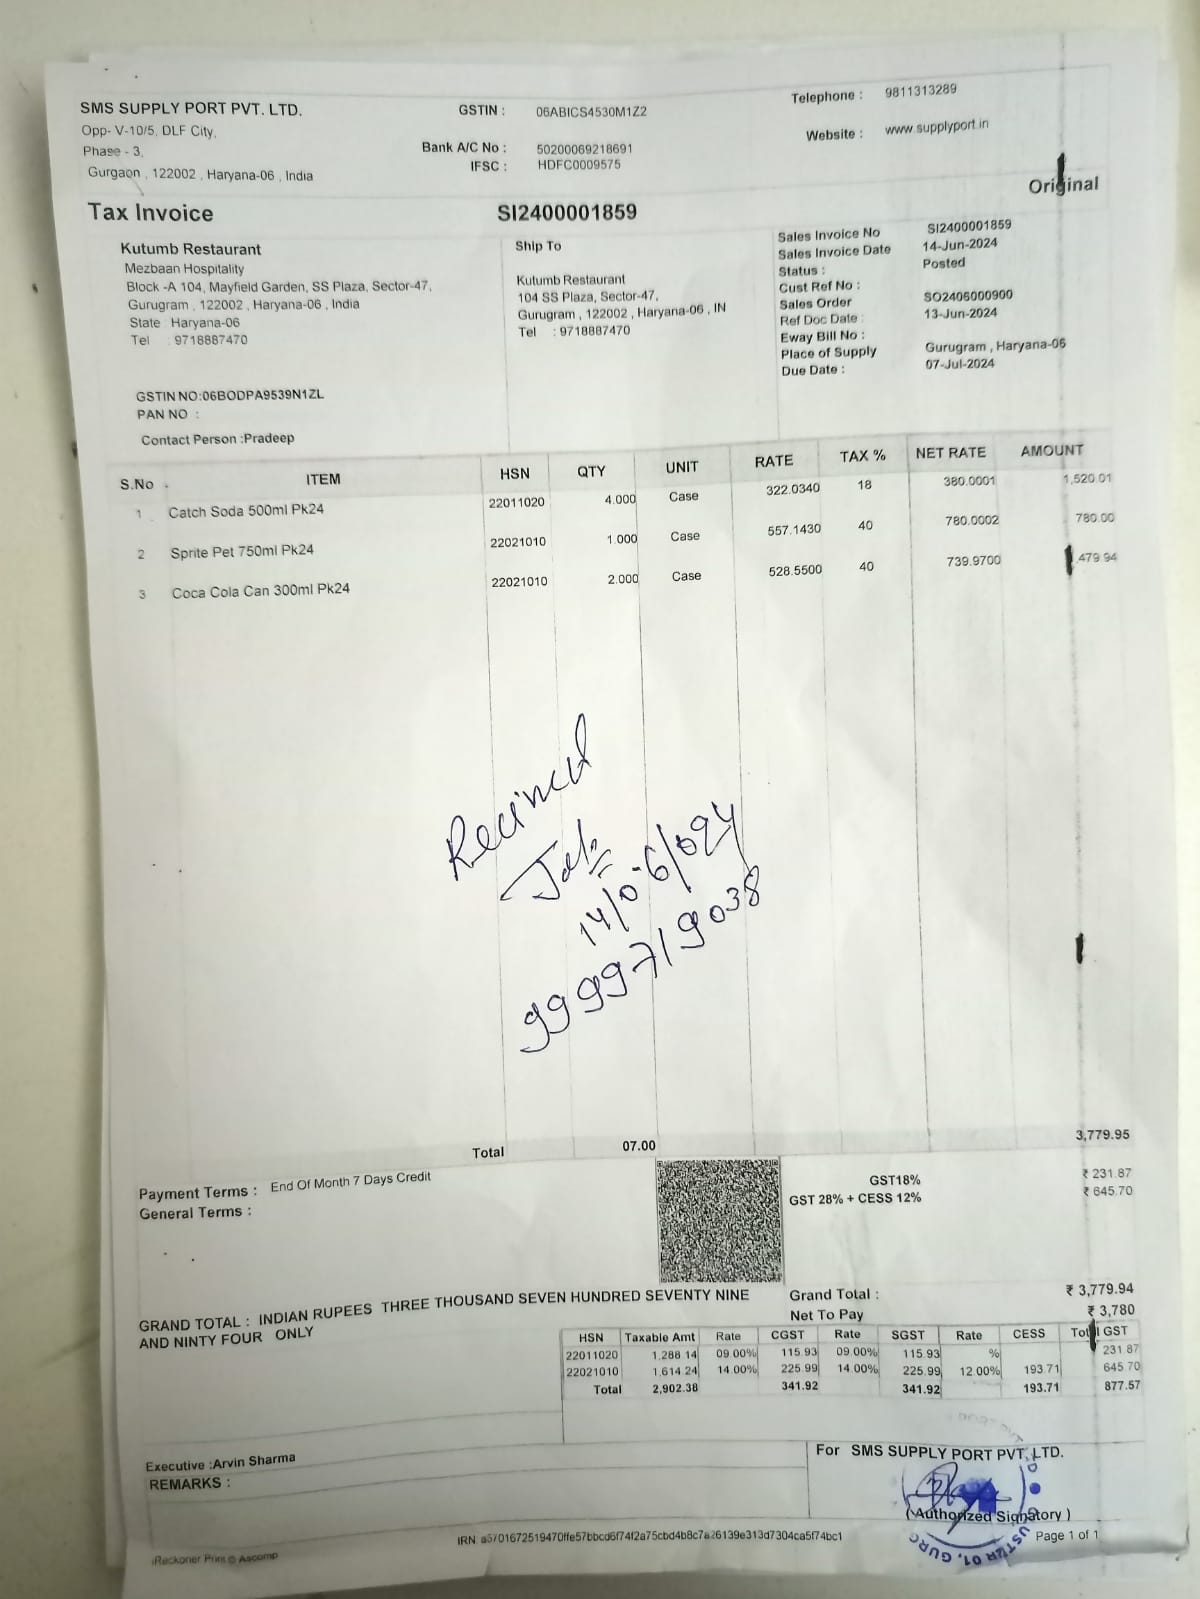 SMS SUPPLY PORT PVT. LTD.
Opp- V-10/5, DLF City,
Phase - 3,
Gurgaon , 122002 , Haryana-06 , India
GSTIN : 06ABICS4530M1Z2
Bank A/C No : 50200069218691
IFSC : HDFC0009575
Telephone : 9811313289
Website : www.supplyport.in
Original
Tax Invoice SI2400001859
Kutumb Restaurant
Mezbaan Hospitality
Block -A 104, Mayfield Garden, SS Plaza, Sector-47,
Gurugram , 122002 , Haryana-06 , India
State : Haryana-06
Tel : 9718887470
GSTIN NO:06BODPA9539N1ZL
PAN NO :
Contact Person :Pradeep
Ship To
Kutumb Restaurant
104 SS Plaza, Sector-47,
Gurugram , 122002 , Haryana-06 , IN
Tel : 9718887470
Sales Invoice No SI2400001859
Sales Invoice Date 14-Jun-2024
Status : Posted
Cust Ref No :
Sales Order SO2406000900
Ref Doc Date : 13-Jun-2024
Eway Bill No :
Place of Supply Gurugram , Haryana-06
Due Date : 07-Jul-2024
S.No ITEM HSN QTY UNIT RATE TAX % NET RATE AMOUNT
1 Catch Soda 500ml Pk24 22011020 4.000 Case 322.0340 18 380.0001 1,520.01
2 Sprite Pet 750ml Pk24 22021010 1.000 Case 557.1430 40 780.0002 780.00
3 Coca Cola Can 300ml Pk24 22021010 2.000 Case 528.5500 40 739.9700 479.94
14/0-6/024
999719038
Total 07.00 3,779.95
Payment Terms : End Of Month 7 Days Credit
General Terms :
GST18% ₹ 231.87
GST 28% + CESS 12% ₹ 645.70
GRAND TOTAL : INDIAN RUPEES THREE THOUSAND SEVEN HUNDRED SEVENTY NINE
AND NINTY FOUR ONLY
Grand Total : ₹ 3,779.94
Net To Pay ₹ 3,780
HSN Taxable Amt Rate CGST Rate SGST Rate CESS Total GST
22011020 1,288.14 09.00% 115.93 09.00% 115.93 % 231.87
22021010 1,614.24 14.00% 225.99 14.00% 225.99 12.00% 193.71 645.70
Total 2,902.38 341.92 341.92 193.71 877.57
Executive :Arvin Sharma
REMARKS :
For SMS SUPPLY PORT PVT. LTD.
(Authorized Signatory )
Page 1 of 1
iReckoner Print @ Ascomp